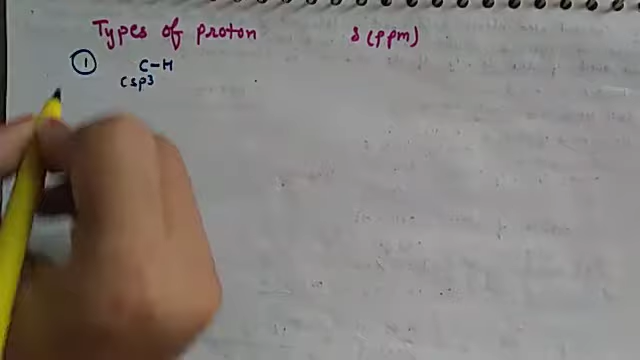 Types of proton δ (ppm)
① C-H
Csp3